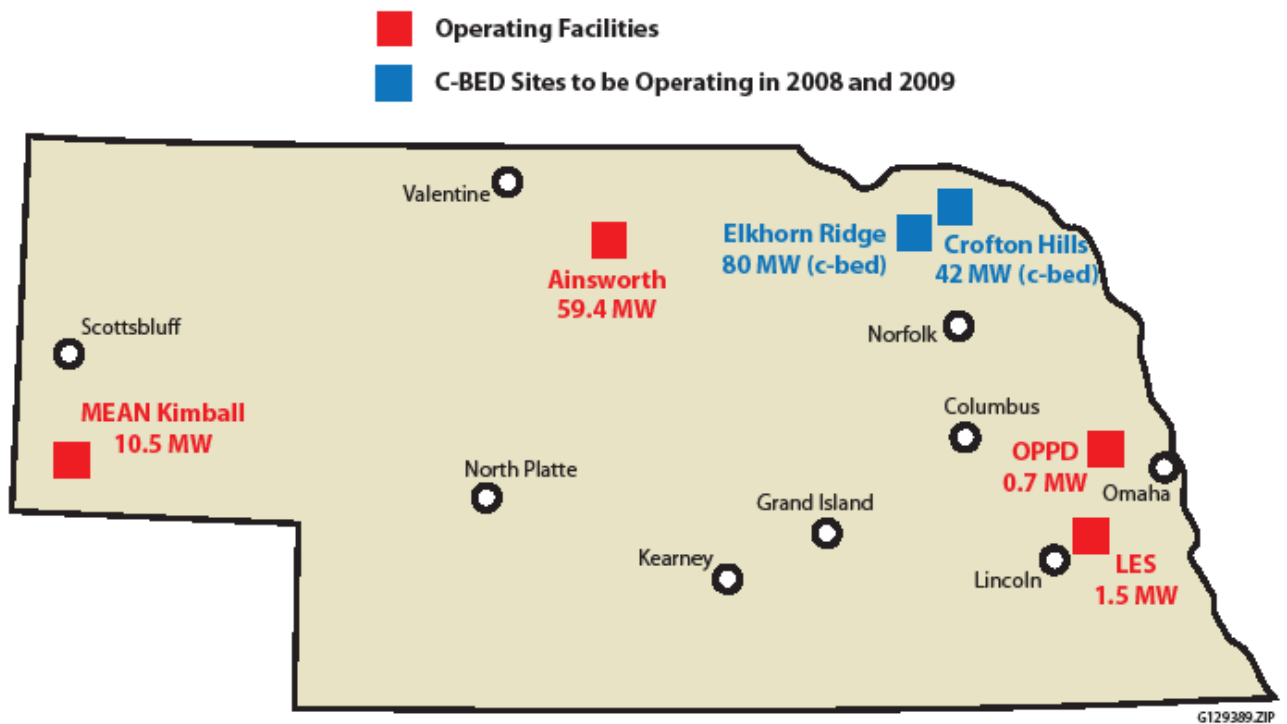 Operating Facilities
C-BED Sites to be Operating in 2008 and 2009
Valentine
Elkhorn Ridge
80 MW (c-bed)
Crofton Hills
42 MW (c-bed)
Ainsworth
59.4 MW
Scottsbluff
Norfolk
MEAN Kimball
10.5 MW
Columbus
OPPD
0.7 MW
Omaha
North Platte
Grand Island
Kearney
Lincoln
LES
1.5 MW
G129389.ZIP